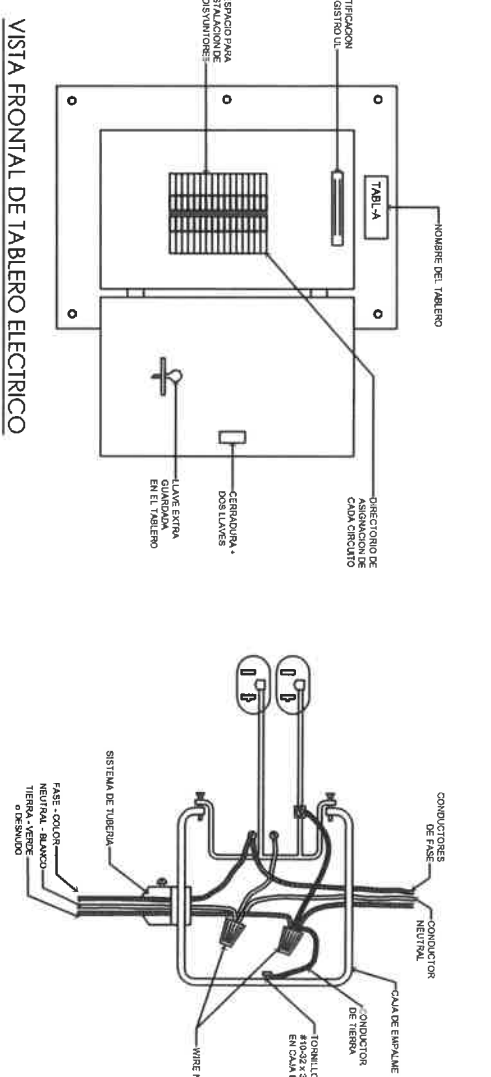 TIFICACION
GISTRO UL
SPACIO PARA
STALACION DE
DISYUNTORES
TABL-A
NOMBRE DEL TABLERO
DIRECTORIO DE
ASIGNACION DE
CADA CIRCUITO
CERRADURA +
DOS LLAVES
LLAVE EXTRA
GUARDADA
EN EL TABLERO
VISTA FRONTAL DE TABLERO ELECTRICO
CONDUCTORES
DE FASE
CONDUCTOR
NEUTRAL
CAJA DE EMPALME
CONDUCTOR
DE TIERRA
TORNILLO
#10-32 x 3
EN CAJA
WIRE N
SISTEMA DE TUBERIA
FASE - COLOR
NEUTRAL - BLANCO
TIERRA - VERDE
o DESNUDO